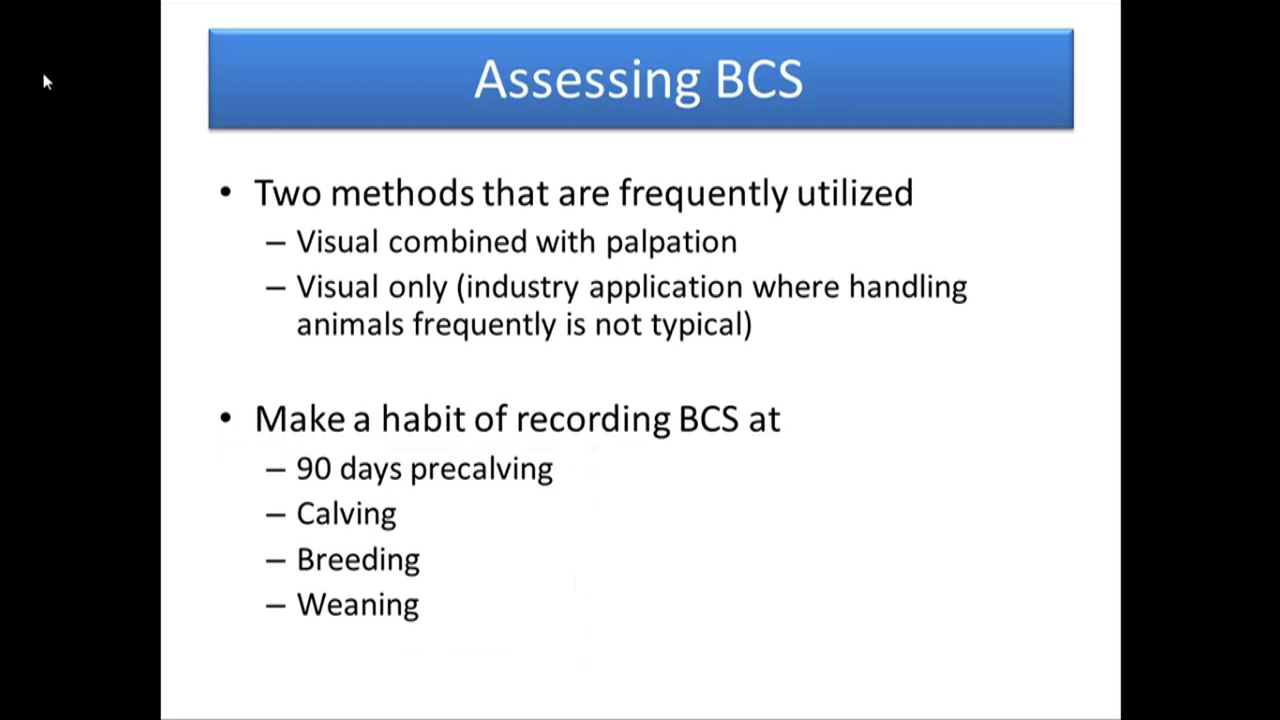 Assessing BCS
• Two methods that are frequently utilized
– Visual combined with palpation
– Visual only (industry application where handling
animals frequently is not typical)
• Make a habit of recording BCS at
– 90 days precalving
– Calving
– Breeding
– Weaning